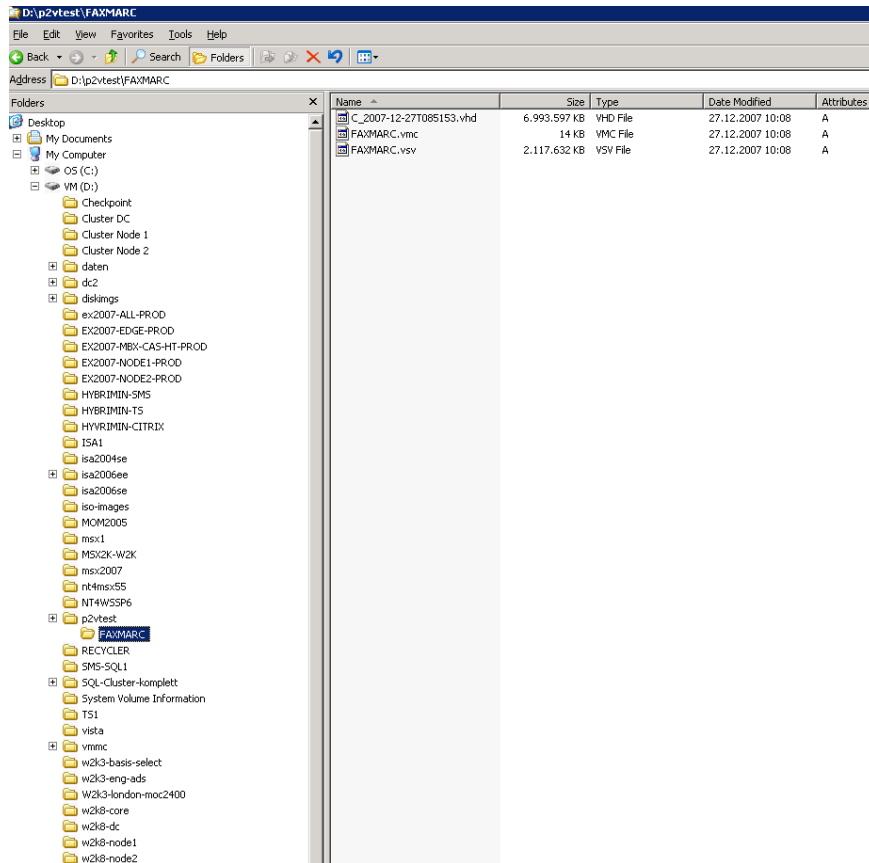 D:\p2vtest\FAXMARC
File Edit View Favorites Tools Help
Back Search Folders
Address D:\p2vtest\FAXMARC
Folders
Desktop
My Documents
My Computer
OS (C:)
VM (D:)
Checkpoint
Cluster DC
Cluster Node 1
Cluster Node 2
daten
dc2
diskimgs
ex2007-ALL-PROD
EX2007-EDGE-PROD
EX2007-MBX-CAS-HT-PROD
EX2007-NODE1-PROD
EX2007-NODE2-PROD
HYBRIMIN-SMS
HYBRIMIN-TS
HYVRIMIN-CITRIX
ISA1
isa2004se
isa2006ee
isa2006se
iso-images
MOM2005
msx1
MSX2K-W2K
msx2007
nt4msx55
NT4WSSP6
p2vtest
FAXMARC
RECYCLER
SMS-SQL1
SQL-Cluster-komplett
System Volume Information
TS1
vista
vmmc
w2k3-basis-select
w2k3-eng-ads
W2k3-london-moc2400
w2k8-core
w2k8-dc
w2k8-node1
w2k8-node2
Name Size Type Date Modified Attributes
C_2007-12-27T085153.vhd 6.993.597 KB VHD File 27.12.2007 10:08 A
FAXMARC.vmc 14 KB VMC File 27.12.2007 10:08 A
FAXMARC.vsv 2.117.632 KB VSV File 27.12.2007 10:08 A